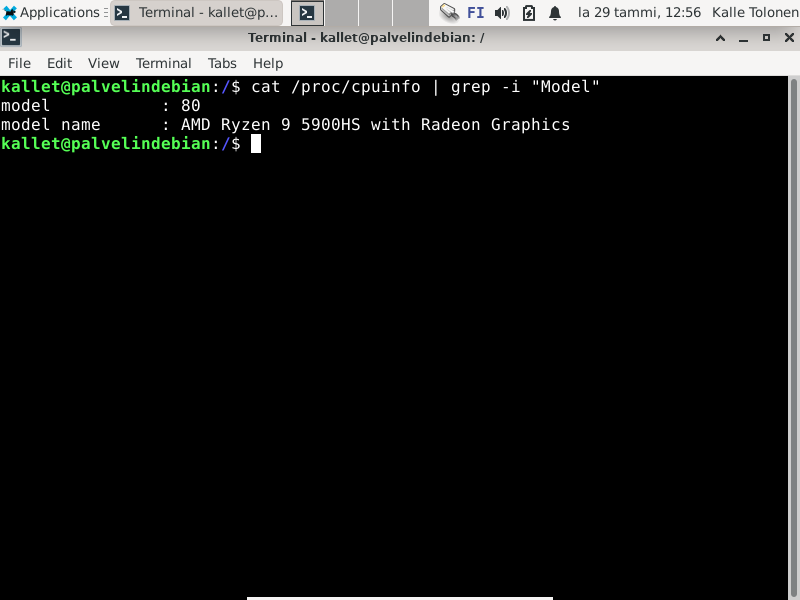 Applications Terminal - kallet@p... FI la 29 tammi, 12:56 Kalle Tolonen
Terminal - kallet@palvelindebian: /
File Edit View Terminal Tabs Help
kallet@palvelindebian:/$ cat /proc/cpuinfo | grep -i "Model"
model           : 80
model name      : AMD Ryzen 9 5900HS with Radeon Graphics
kallet@palvelindebian:/$